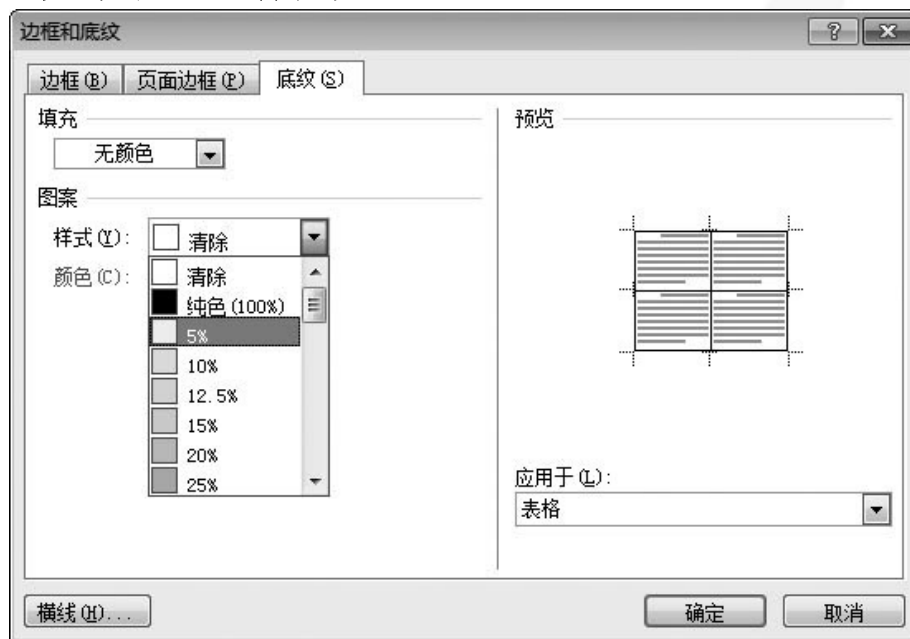 边框和底纹
边框(B) 页面边框(P) 底纹(S)
填充
无颜色
图案
样式(Y): 清除
颜色(C): 清除
纯色(100%)
5%
10%
12.5%
15%
20%
25%
预览
应用于(L):
表格
横线(H)... 确定 取消